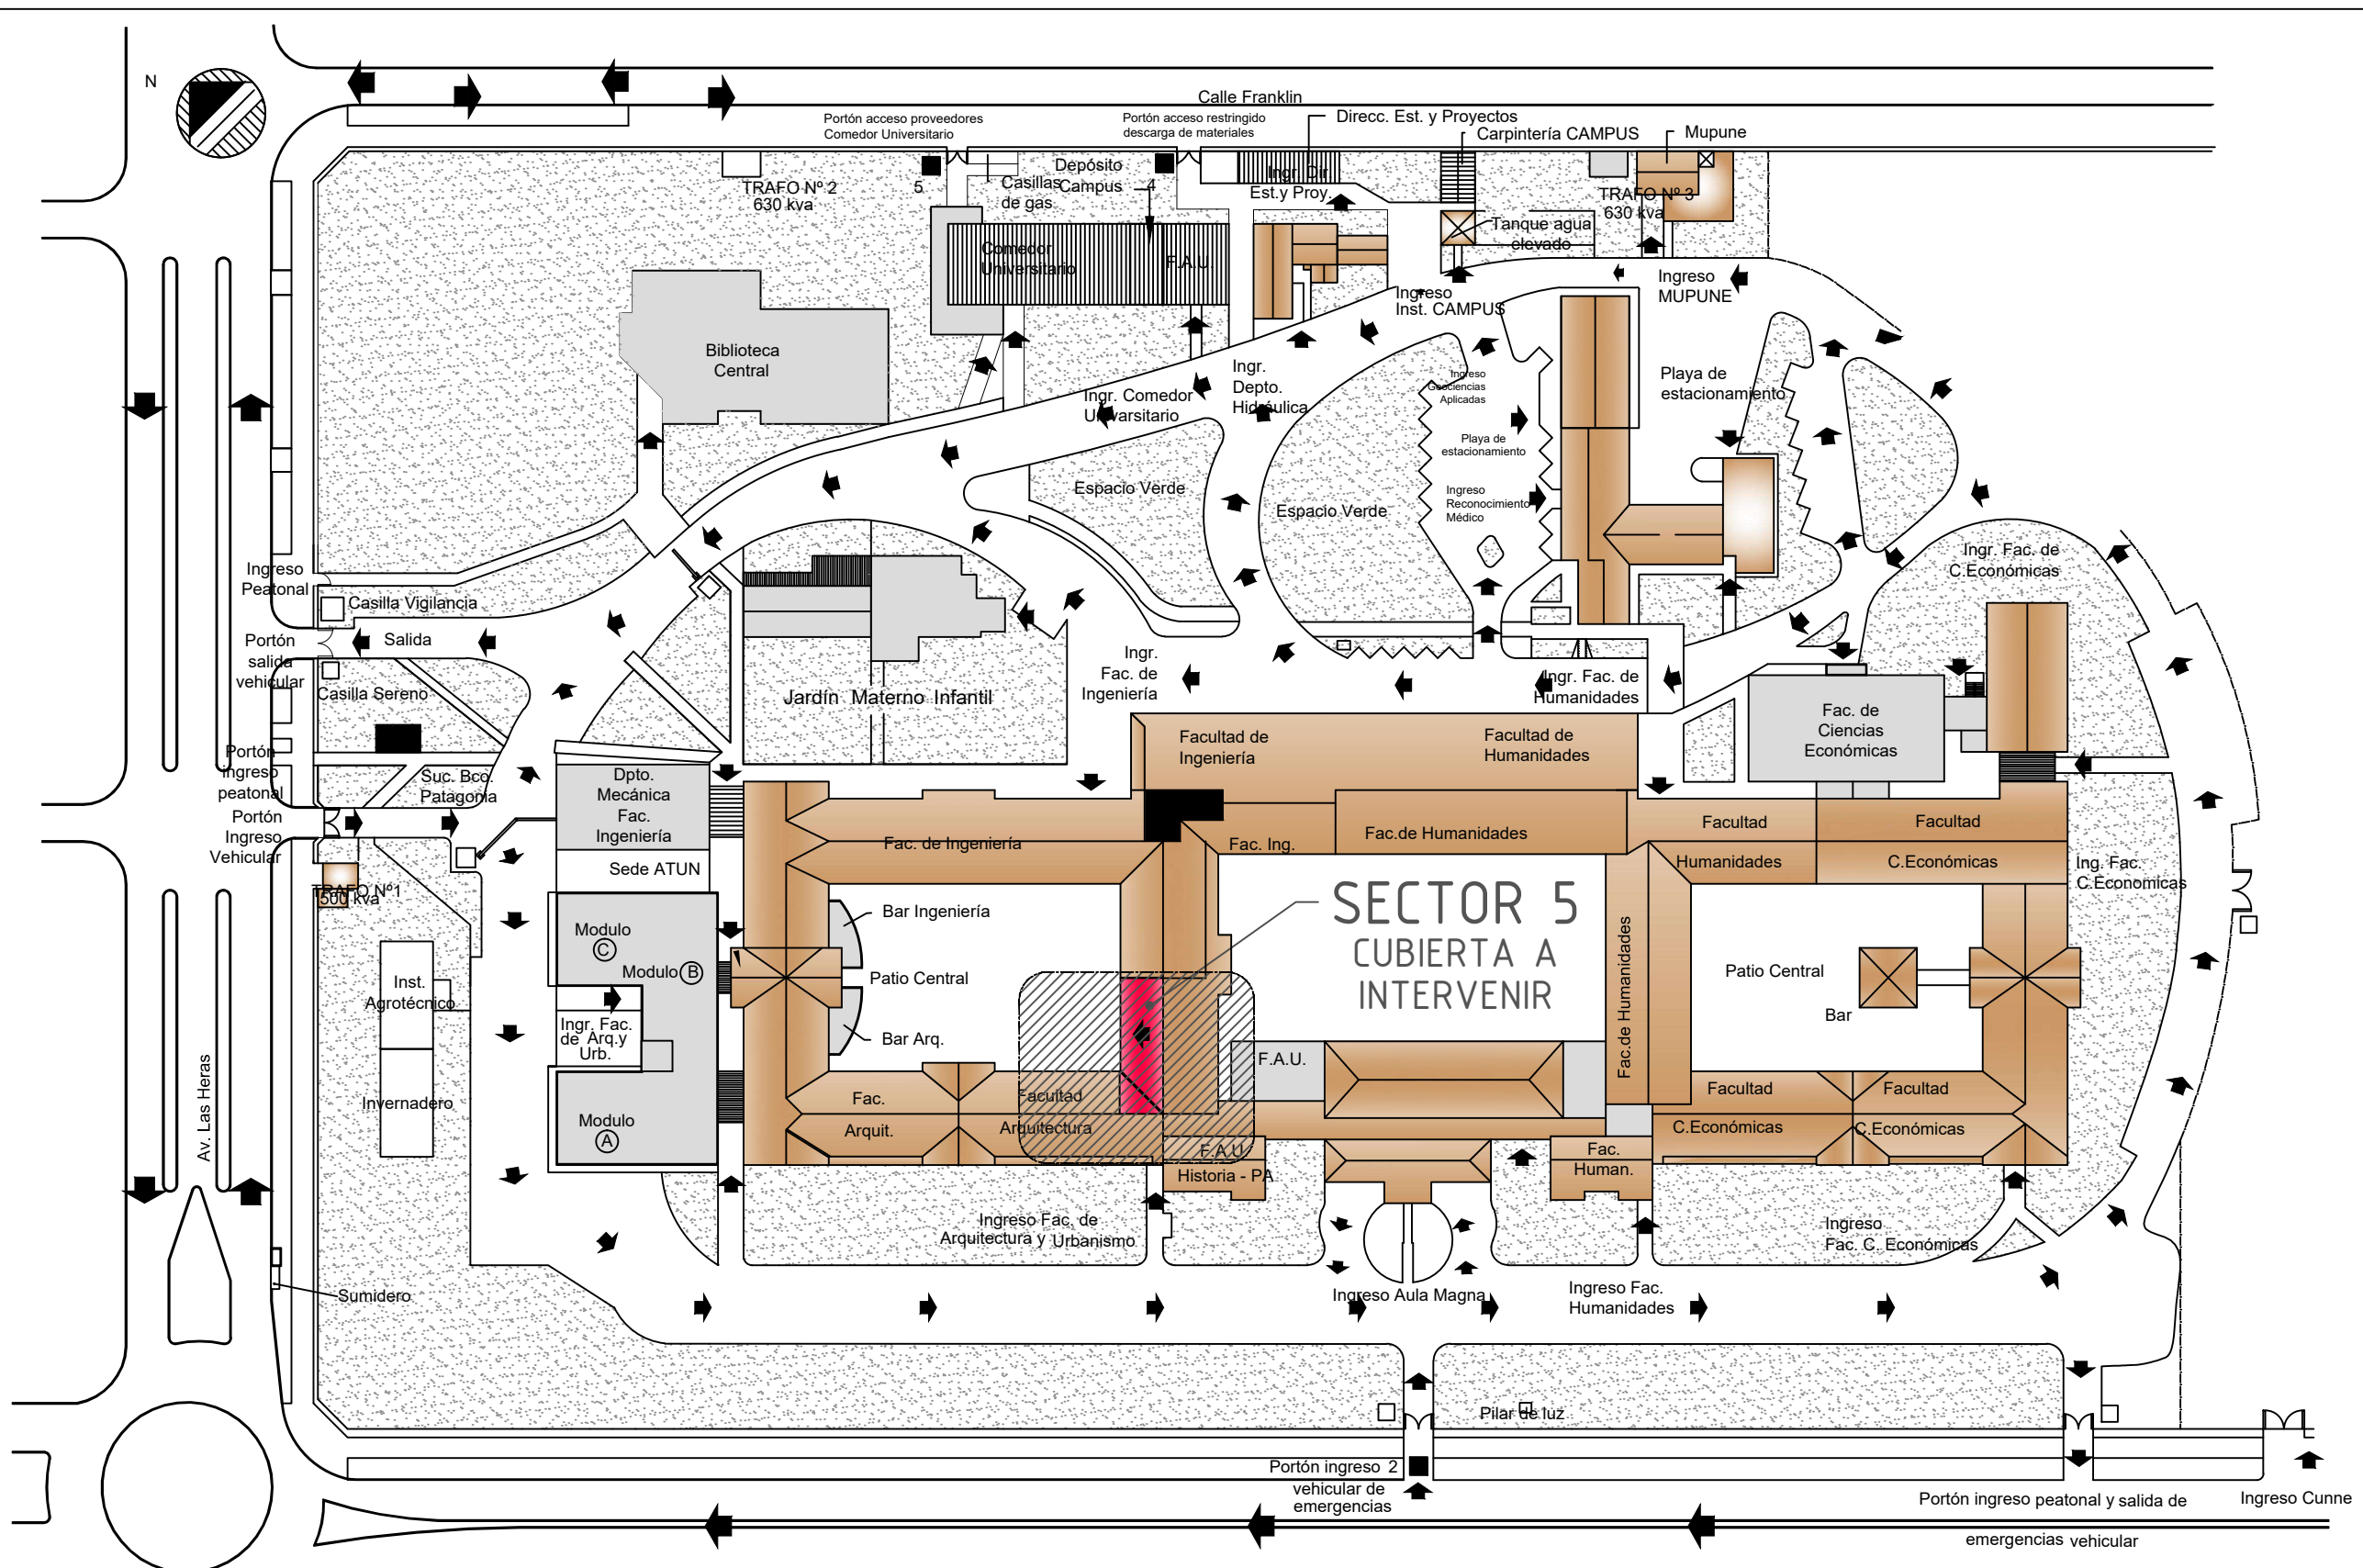 N
Calle Franklin
Portón acceso proveedores
Comedor Universitario
Portón acceso restringido
descarga de materiales
Direcc. Est. y Proyectos
Carpintería CAMPUS
Mupune
TRAFO Nº 2
630 kva
5
Casillas
de gas
Depósito
Campus
4
Ingr. Dir
Est.y Proy.
TRAFO Nº 3
630 kva
Tanque agua
elevado
Comedor
Universitario
F.A.U.
Ingreso
MUPUNE
Ingreso
Inst. CAMPUS
Biblioteca
Central
Ingr.
Depto.
Hidráulica
Ingr. Comedor
Universitario
Ingreso
Geociencias
Aplicadas
Playa de
estacionamiento
Playa de
estacionamiento
Espacio Verde
Espacio Verde
Ingreso
Reconocimiento
Médico
Ingr. Fac. de
C.Económicas
Ingreso
Peatonal
Casilla Vigilancia
Portón
salida
vehicular
Salida
Casilla Sereno
Jardín Materno Infantil
Ingr.
Fac. de
Ingeniería
Ingr. Fac. de
Humanidades
Fac. de
Ciencias
Económicas
Portón
ingreso
peatonal
Suc. Bco.
Patagonia
Portón
Ingreso
Vehicular
Dpto.
Mecánica
Fac.
Ingeniería
Sede ATUN
Facultad de
Ingeniería
Facultad de
Humanidades
Fac. de Ingeniería
Fac. Ing.
Fac.de Humanidades
Facultad
Humanidades
Facultad
C.Económicas
Ing. Fac.
C.Economicas
TRAFO Nº1
500 kva
Bar Ingeniería
SECTOR 5
CUBIERTA A
INTERVENIR
Modulo
C
Modulo B
Patio Central
Inst.
Agrotécnico
Fac.de Humanidades
Patio Central
Bar
Ingr. Fac.
de Arq.y
Urb.
Bar Arq.
F.A.U.
Av. Las Heras
Invernadero
Modulo
A
Fac.
Arquit.
Facultad
Arquitectura
Facultad
C.Económicas
Facultad
C.Económicas
F.A.U.
Historia - PA
Fac.
Human.
Ingreso Fac. de
Arquitectura y Urbanismo
Ingreso
Fac. C. Económicas
Sumidero
Ingreso Aula Magna
Ingreso Fac.
Humanidades
Pilar de luz
Portón ingreso 2
vehicular de
emergencias
Portón ingreso peatonal y salida de
emergencias vehicular
Ingreso Cunne